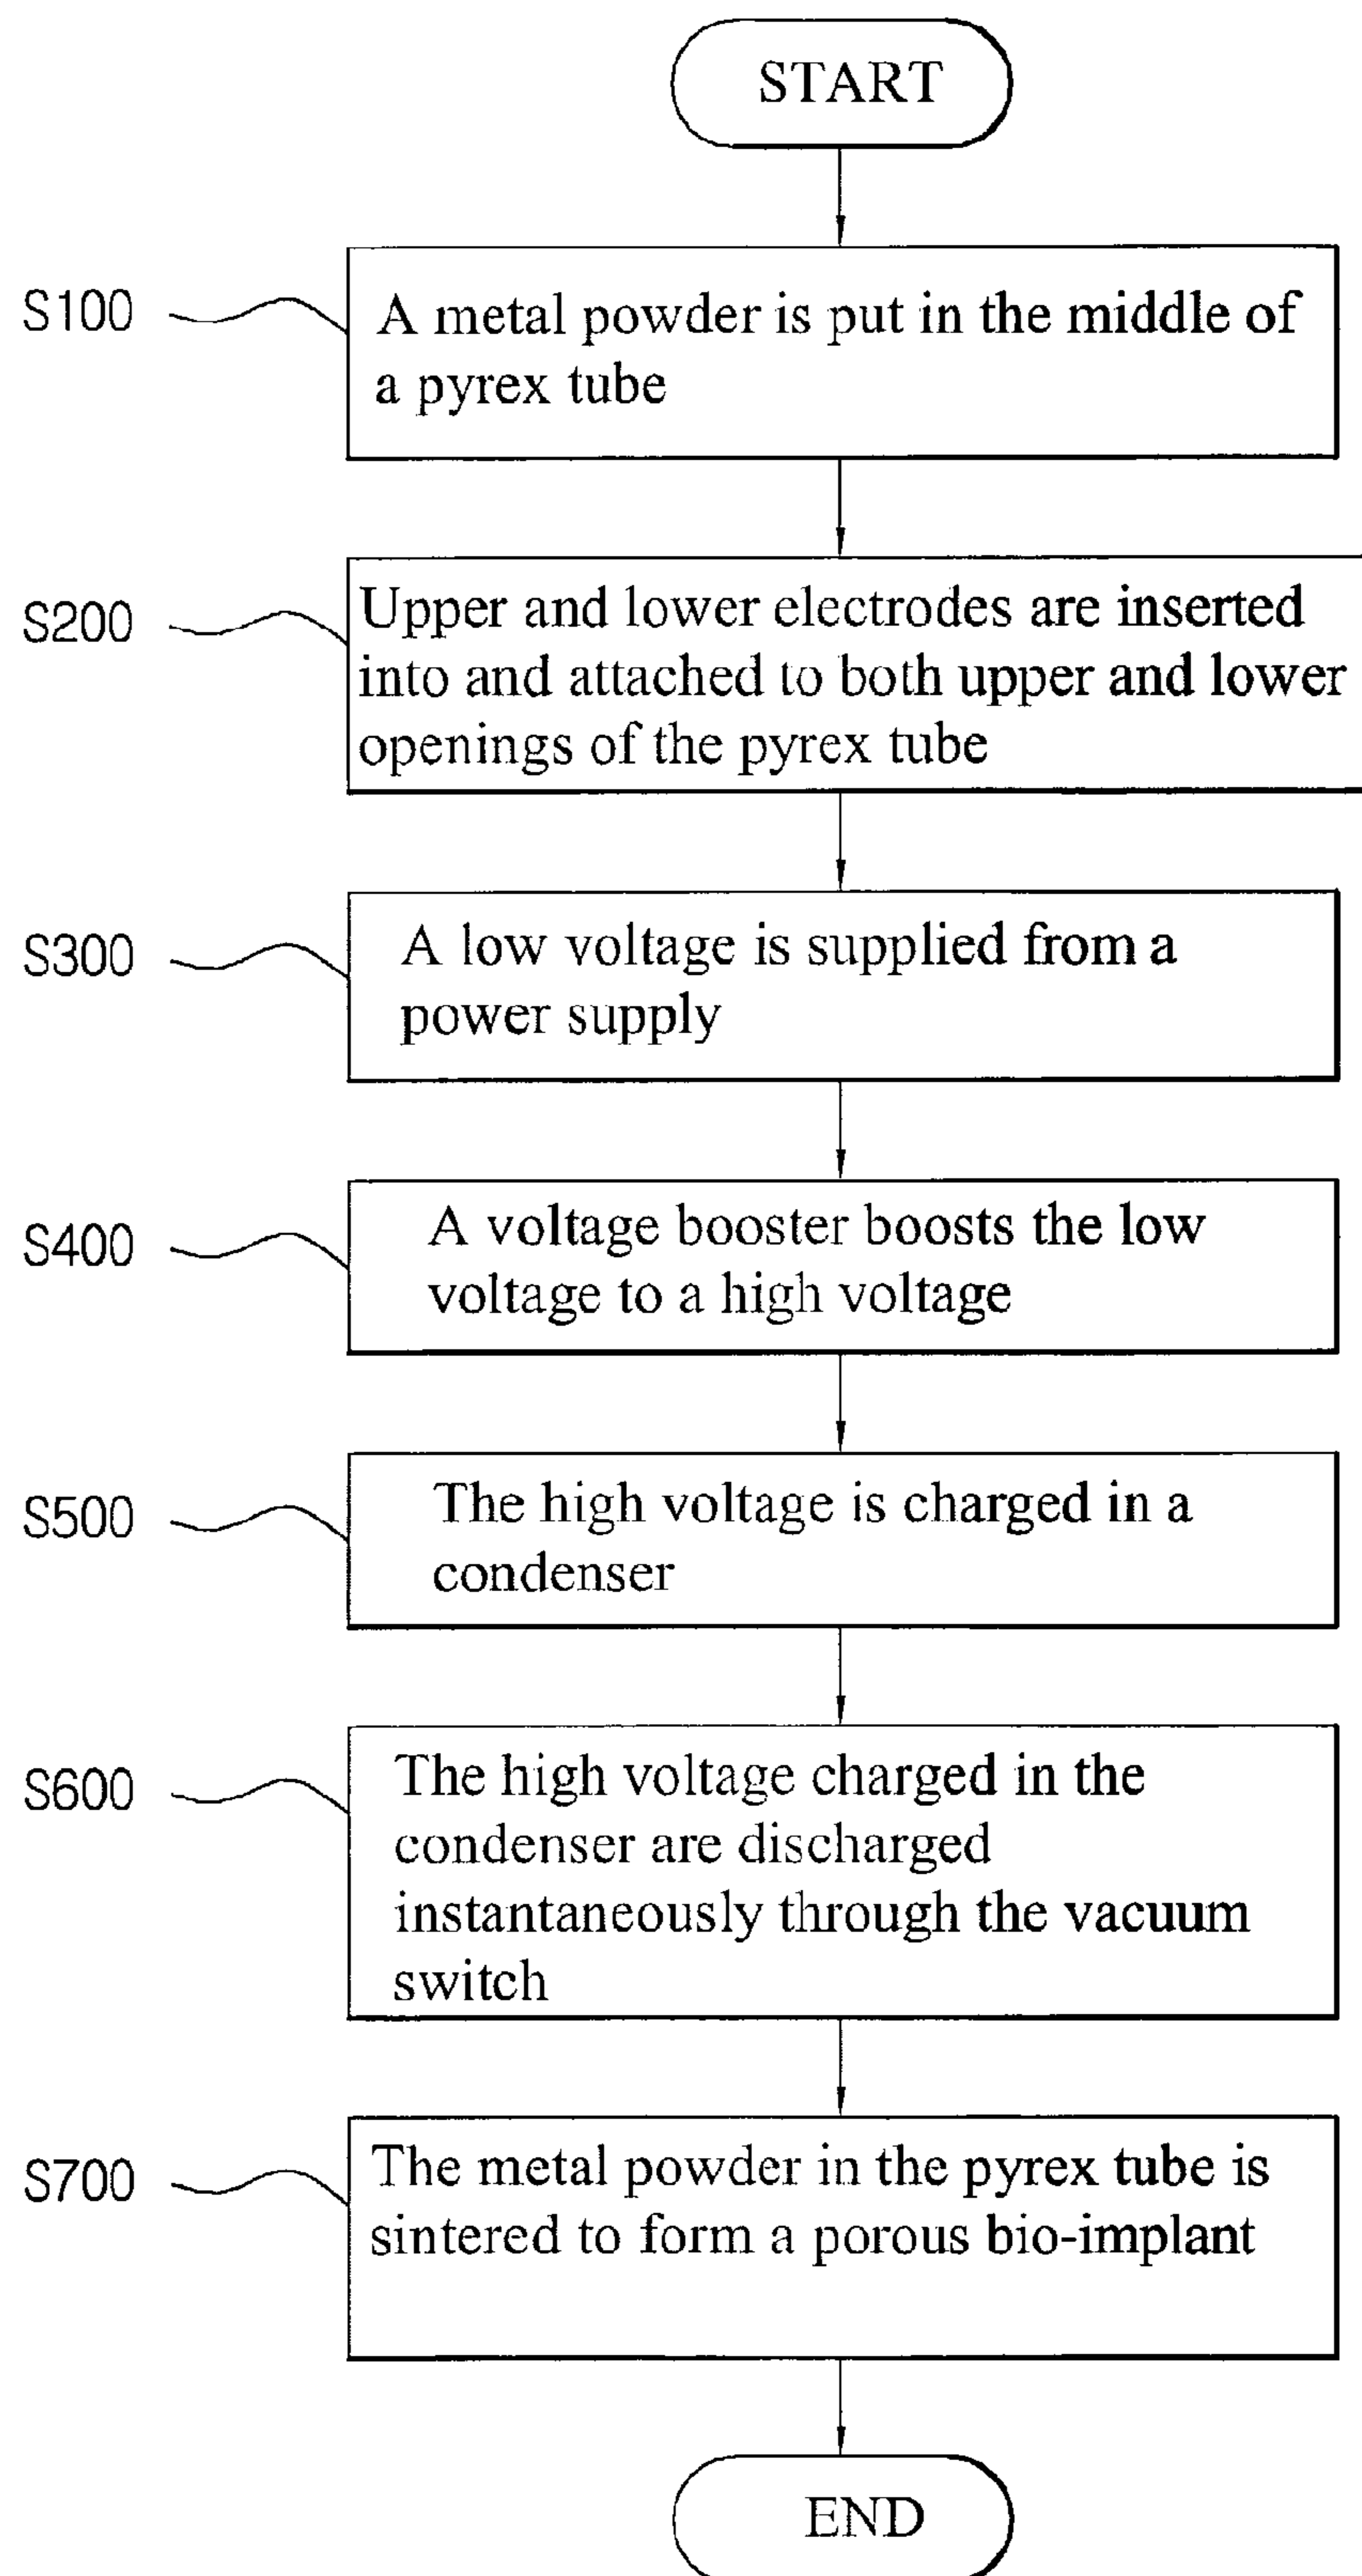 START
S100
A metal powder is put in the middle of
a pyrex tube
S200
Upper and lower electrodes are inserted
into and attached to both upper and lower
openings of the pyrex tube
S300
A low voltage is supplied from a
power supply
S400
A voltage booster boosts the low
voltage to a high voltage
S500
The high voltage is charged in a
condenser
S600
The high voltage charged in the
condenser are discharged
instantaneously through the vacuum
switch
S700
The metal powder in the pyrex tube is
sintered to form a porous bio-implant
END